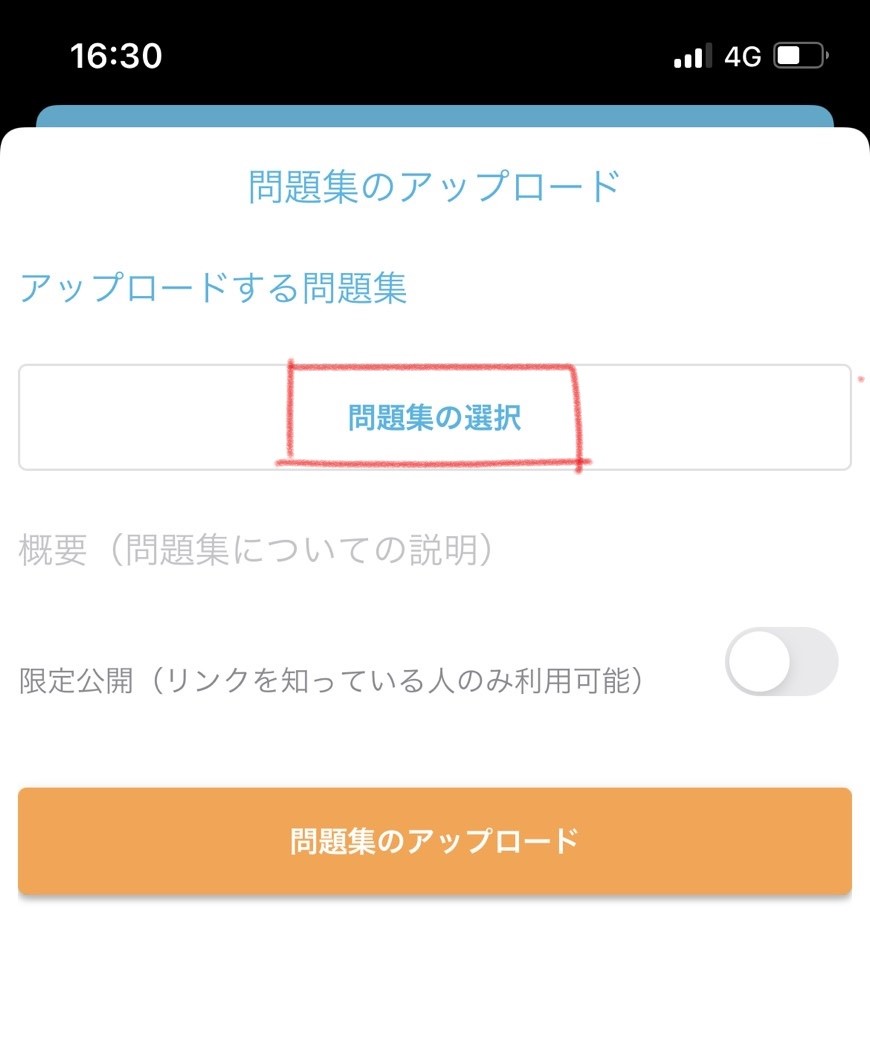 16:30 4G
問題集のアップロード
アップロードする問題集
問題集の選択
概要（問題集についての説明）
限定公開（リンクを知っている人のみ利用可能）
問題集のアップロード